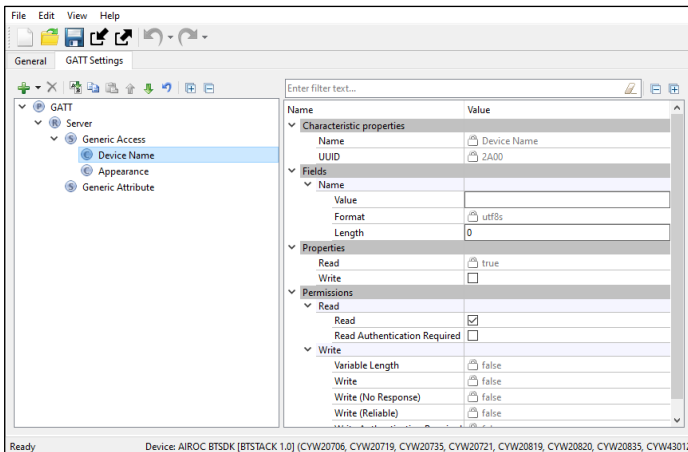 File Edit View Help
General GATT Settings
Enter filter text...
GATT
Server
Generic Access
Device Name
Appearance
Generic Attribute
Name Value
Characteristic properties
Name Device Name
UUID 2A00
Fields
Name
Value
Format utf8s
Length 0
Properties
Read true
Write
Permissions
Read
Read
Read Authentication Required
Write
Variable Length false
Write false
Write (No Response) false
Write (Reliable) false
Ready Device: AIROC BTSDK [BTSTACK 1.0] (CYW20706, CYW20719, CYW20735, CYW20721, CYW20819, CYW20820, CYW20835, CYW43012